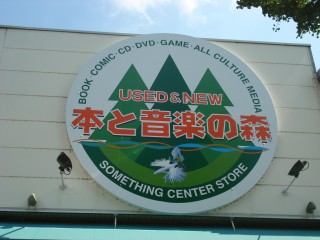 BOOK・COMIC・CD・DVD・GAME・ALL CULTURE MEDIA
USED & NEW
本と音楽の森
SOMETHING CENTER STORE